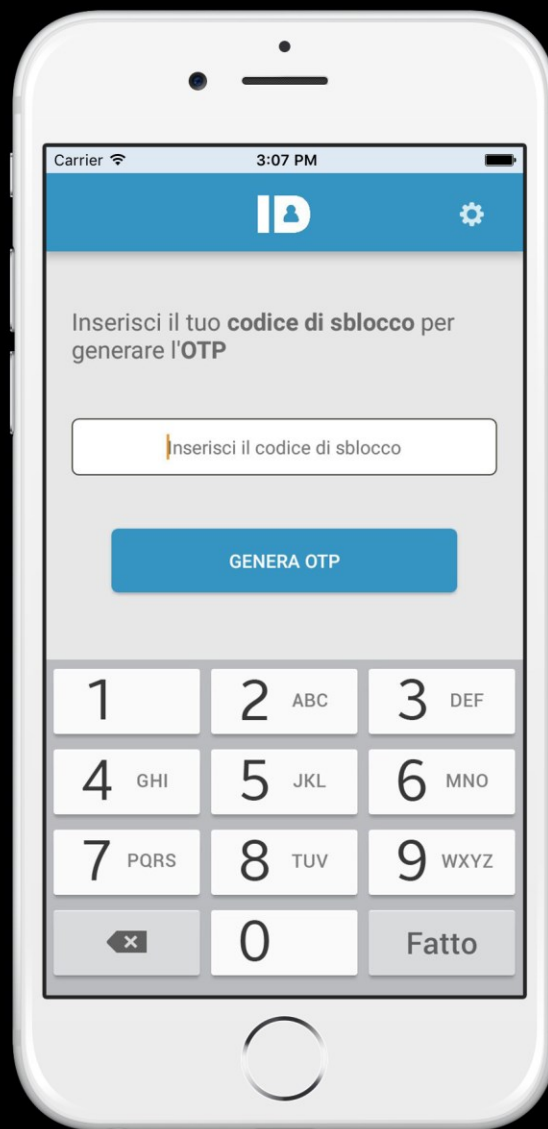 Carrier 3:07 PM
ID
Inserisci il tuo codice di sblocco per
generare l'OTP
Inserisci il codice di sblocco
GENERA OTP
1 2 ABC 3 DEF
4 GHI 5 JKL 6 MNO
7 PQRS 8 TUV 9 WXYZ
0 Fatto